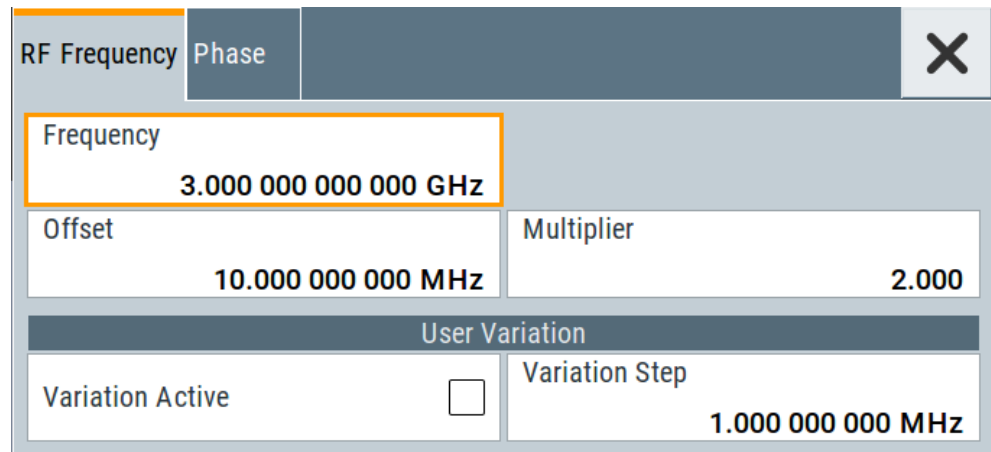 RF Frequency Phase
Frequency
3.000 000 000 000 GHz
Offset
10.000 000 000 MHz
Multiplier
2.000
User Variation
Variation Active
Variation Step
1.000 000 000 MHz